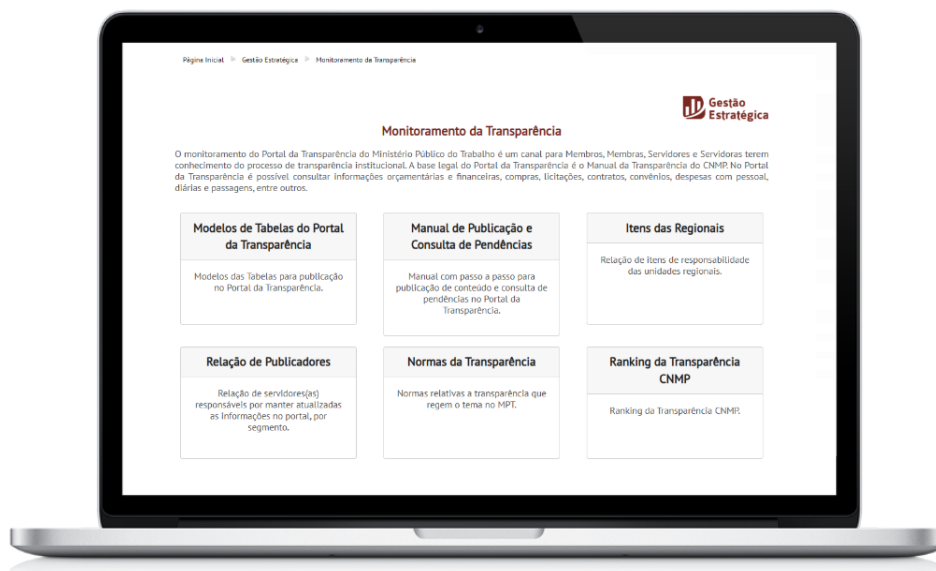 Página Inicial Gestão Estratégica Monitoramento da Transparência
Gestão
Estratégica
Monitoramento da Transparência
O monitoramento do Portal da Transparência do Ministério Público do Trabalho é um canal para Membros, Membras, Servidores e Servidoras terem
conhecimento do processo de transparência institucional. A base legal do Portal da Transparência é o Manual da Transparência do CNMP. No Portal
da Transparência é possível consultar informações orçamentárias e financeiras, compras, licitações, contratos, convênios, despesas com pessoal,
diárias e passagens, entre outros.
Modelos de Tabelas do Portal
da Transparência
Modelos das Tabelas para publicação
no Portal da Transparência.
Manual de Publicação e
Consulta de Pendências
Manual com passo a passo para
publicação de conteúdo e consulta de
pendências no Portal da
Transparência.
Itens das Regionais
Relação de itens de responsabilidade
das unidades regionais.
Relação de Publicadores
Relação de servidores(as)
responsáveis por manter atualizadas
as informações no portal, por
segmento.
Normas da Transparência
Normas relativas a transparência que
regem o tema no MPT.
Ranking da Transparência
CNMP
Ranking da Transparência CNMP.